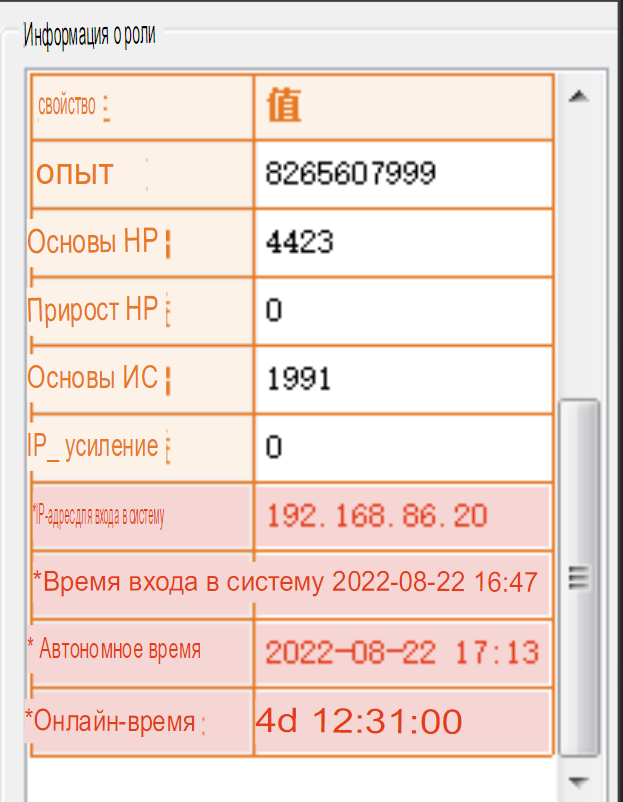 Информация о роли
свойство :
值
опыт
8265607999
Основы HP
4423
Прирост HP
0
Основы ИС
1991
IP_ усиление
0
*IP-адресдля входа в систему
192.168.86.20
*Время входа в систему 2022-08-22 16:47
* Автономное время
2022-08-22 17:13
*Онлайн-время :
4d 12:31:00